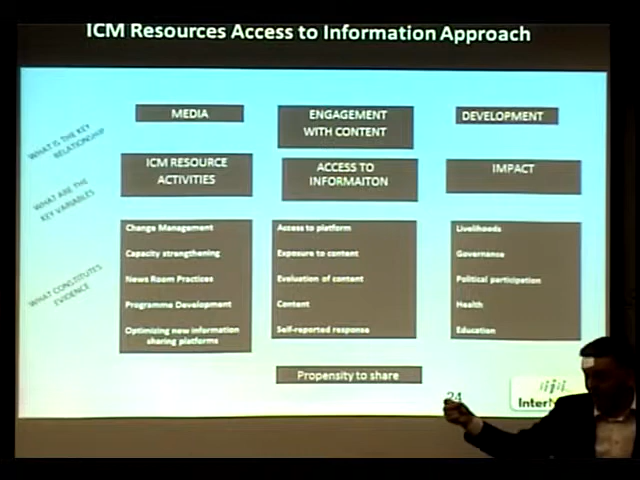 ICM Resources Access to Information Approach
WHAT IS THE KEY
RELATIONSHIP
MEDIA
ENGAGEMENT
WITH CONTENT
DEVELOPMENT
WHAT ARE THE
KEY VARIABLES
ICM RESOURCE
ACTIVITIES
ACCESS TO
INFORMAITON
IMPACT
WHAT CONSTITUTES
EVIDENCE
Change Management
Capacity strengthening
News Room Practices
Programme Development
Optimizing new information
sharing platforms
Access to platform
Exposure to content
Evaluation of content
Content
Self-reported response
Livelihoods
Governance
Political participation
Health
Education
Propensity to share
24